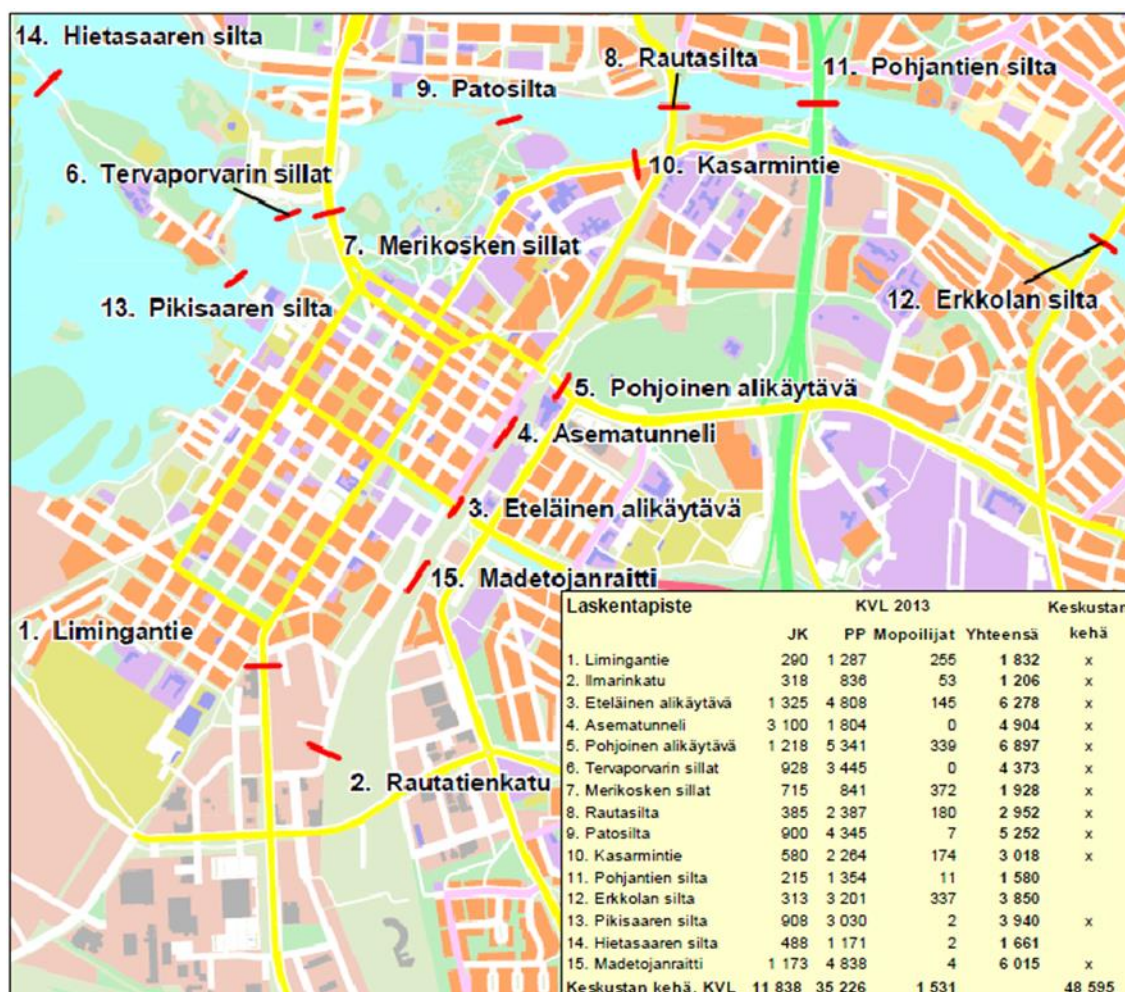 14. Hietasaaren silta
8. Rautasilta
9. Patosilta
11. Pohjantien silta
6. Tervaporvarin sillat
10. Kasarmintie
7. Merikosken sillat
12. Erkkolan silta
13. Pikisaaren silta
5. Pohjoinen alikäytävä
4. Asematunneli
3. Eteläinen alikäytävä
15. Madetojanraitti
1. Limingantie
2. Rautatienkatu
Laskentapiste KVL 2013 Keskustan
JK PP Mopoilijat Yhteensä kehä
1. Limingantie 290 1 287 255 1 832 x
2. Ilmarinkatu 318 836 53 1 206 x
3. Eteläinen alikäytävä 1 325 4 808 145 6 278 x
4. Asematunneli 3 100 1 804 0 4 904 x
5. Pohjoinen alikäytävä 1 218 5 341 339 6 897 x
6. Tervaporvarin sillat 928 3 445 0 4 373 x
7. Merikosken sillat 715 841 372 1 928 x
8. Rautasilta 385 2 387 180 2 952 x
9. Patosilta 900 4 345 7 5 252 x
10. Kasarmintie 580 2 264 174 3 018 x
11. Pohjantien silta 215 1 354 11 1 580
12. Erkkolan silta 313 3 201 337 3 850
13. Pikisaaren silta 908 3 030 2 3 940 x
14. Hietasaaren silta 488 1 171 2 1 661
15. Madetojanraitti 1 173 4 838 4 6 015 x
Keskustan kehä, KVL 11 838 35 226 1 531 48 595